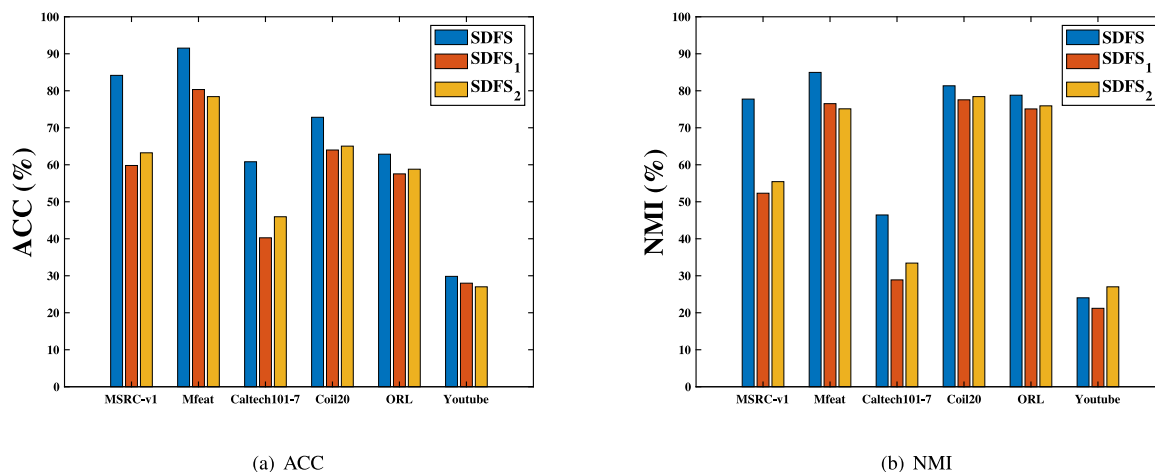 100
90
80
70
60
50
40
30
20
10
0
ACC (%)
SDFS
SDFS1
SDFS2
MSRC-v1 Mfeat Caltech101-7 Coil20 ORL Youtube
(a) ACC
100
90
80
70
60
50
40
30
20
10
0
NMI (%)
SDFS
SDFS1
SDFS2
MSRC-v1 Mfeat Caltech101-7 Coil20 ORL Youtube
(b) NMI